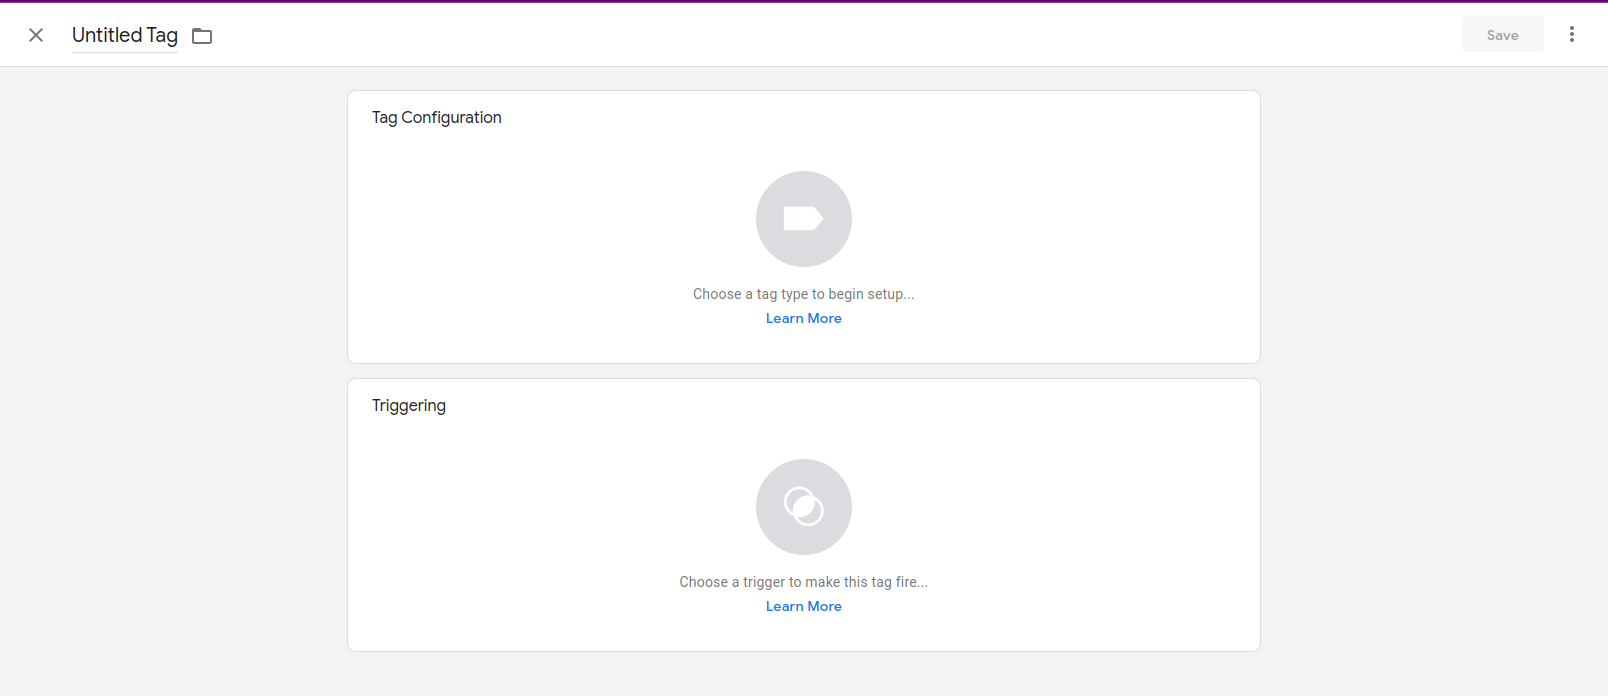 Untitled Tag
Save
Tag Configuration
Choose a tag type to begin setup...
Learn More
Triggering
Choose a trigger to make this tag fire...
Learn More